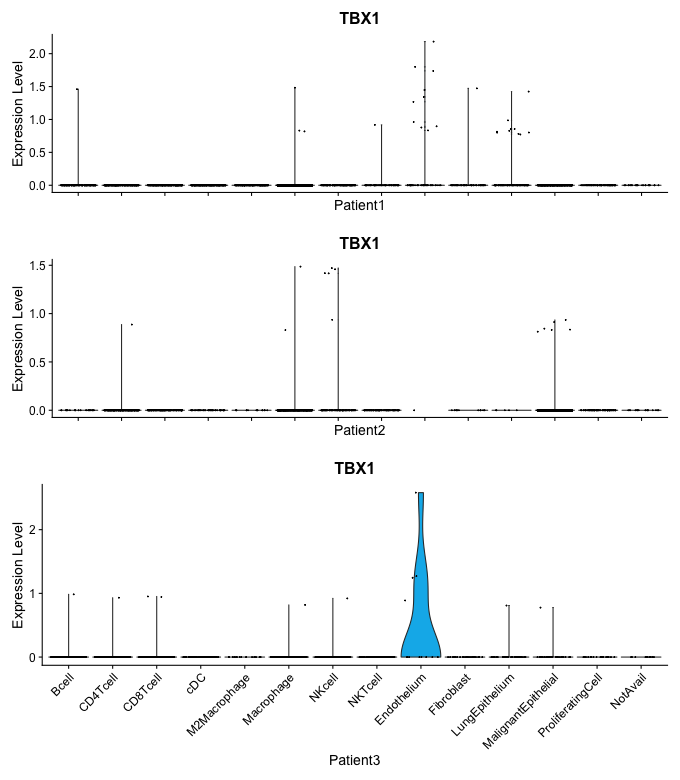 TBX1
Expression Level
2.0
1.5
1.0
0.5
0.0
Patient1
TBX1
Expression Level
1.5
1.0
0.5
0.0
Patient2
TBX1
Expression Level
2
1
0
Bcell
CD4Tcell
CD8Tcell
cDC
M2Macrophage
Macrophage
NKcell
NKTcell
Endothelium
Fibroblast
LungEpithelium
MalignantEpithelial
ProliferatingCell
NotAvail
Patient3